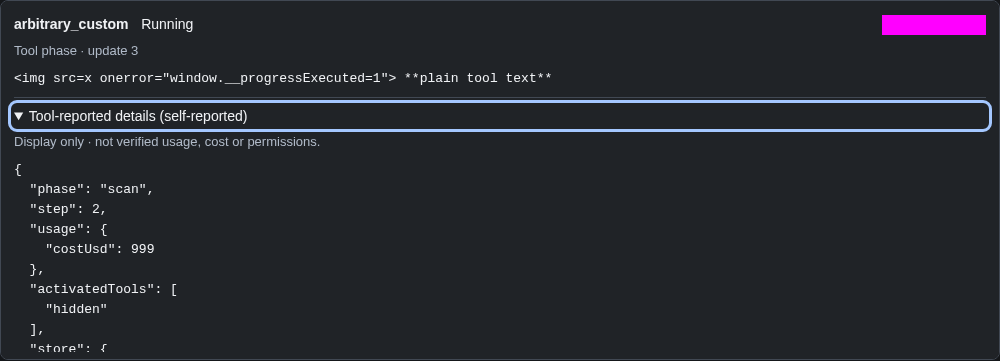 arbitrary_custom Running
Tool phase · update 3
<img src=x onerror="window.__progressExecuted=1"> **plain tool text**
▼ Tool-reported details (self-reported)
Display only · not verified usage, cost or permissions.
{
  "phase": "scan",
  "step": 2,
  "usage": {
    "costUsd": 999
  },
  "activatedTools": [
    "hidden"
  ],
  "store": {